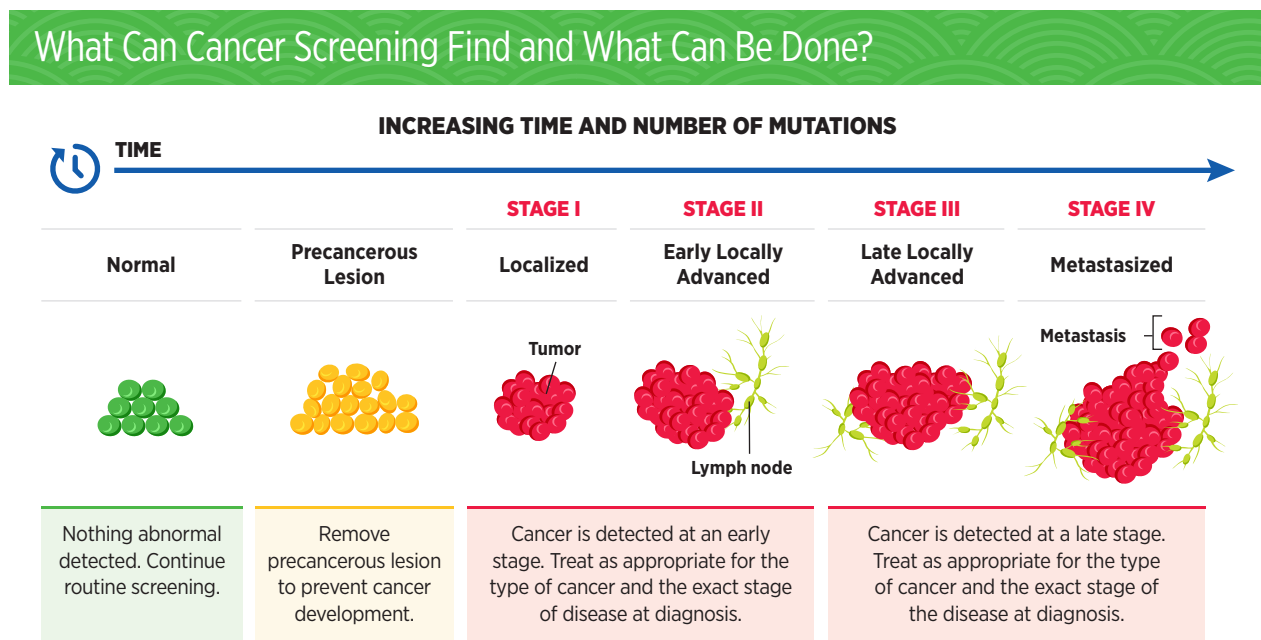 What Can Cancer Screening Find and What Can Be Done?
INCREASING TIME AND NUMBER OF MUTATIONS
TIME
STAGE I
STAGE II
STAGE III
STAGE IV
Normal
Precancerous
Lesion
Localized
Early Locally
Advanced
Late Locally
Advanced
Metastasized
Metastasis
Tumor
Lymph node
Nothing abnormal
detected. Continue
routine screening.
Remove
precancerous lesion
to prevent cancer
development.
Cancer is detected at an early
stage. Treat as appropriate for the
type of cancer and the exact stage
of disease at diagnosis.
Cancer is detected at a late stage.
Treat as appropriate for the type
of cancer and the exact stage of
the disease at diagnosis.